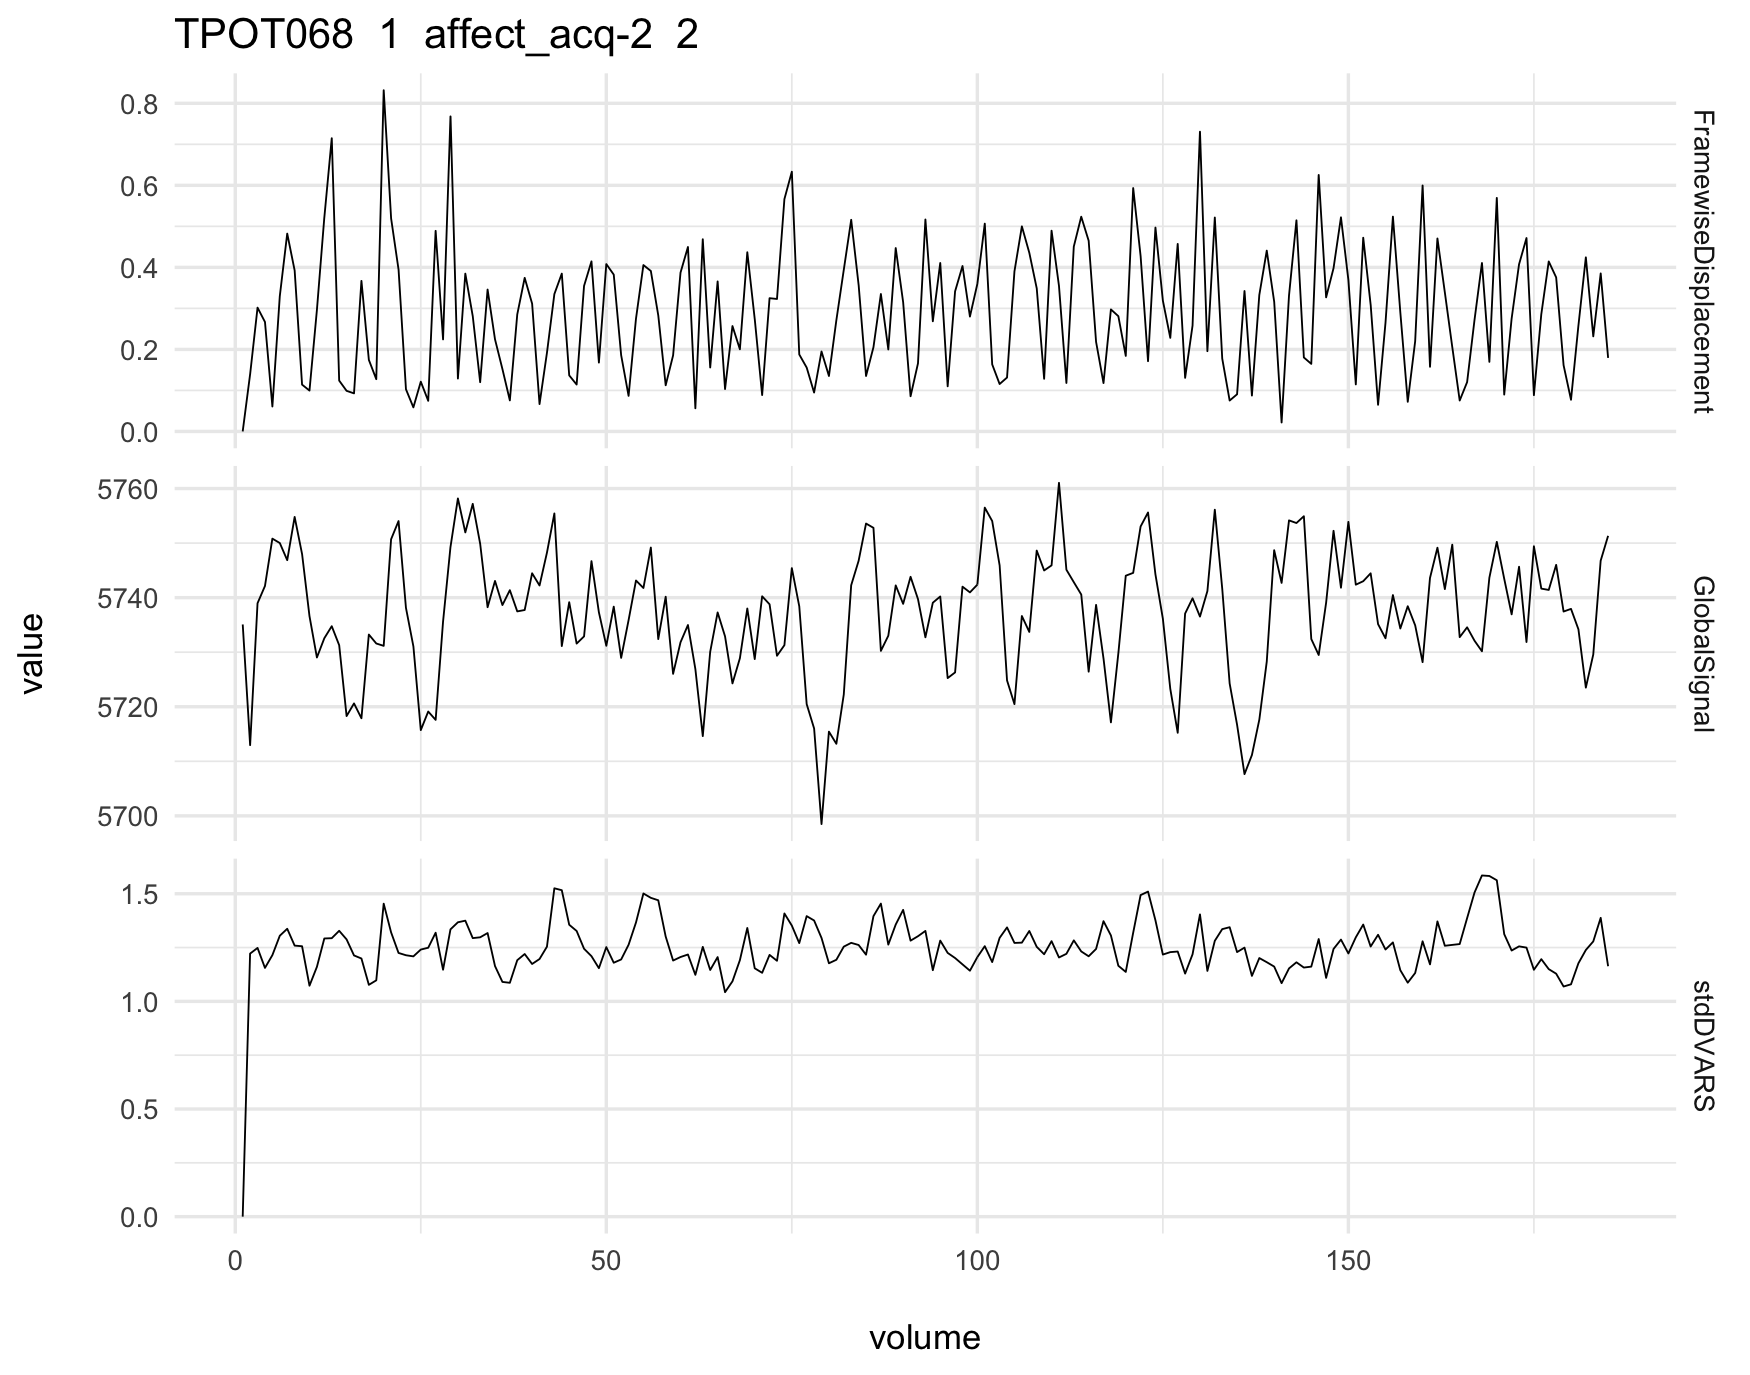 TPOT068 1 affect_acq-2 2
0.8
0.6
0.4
0.2
0.0
FramewiseDisplacement
5760
5740
5720
5700
GlobalSignal
1.5
1.0
0.5
0.0
stdDVARS
value
0 50 100 150
volume